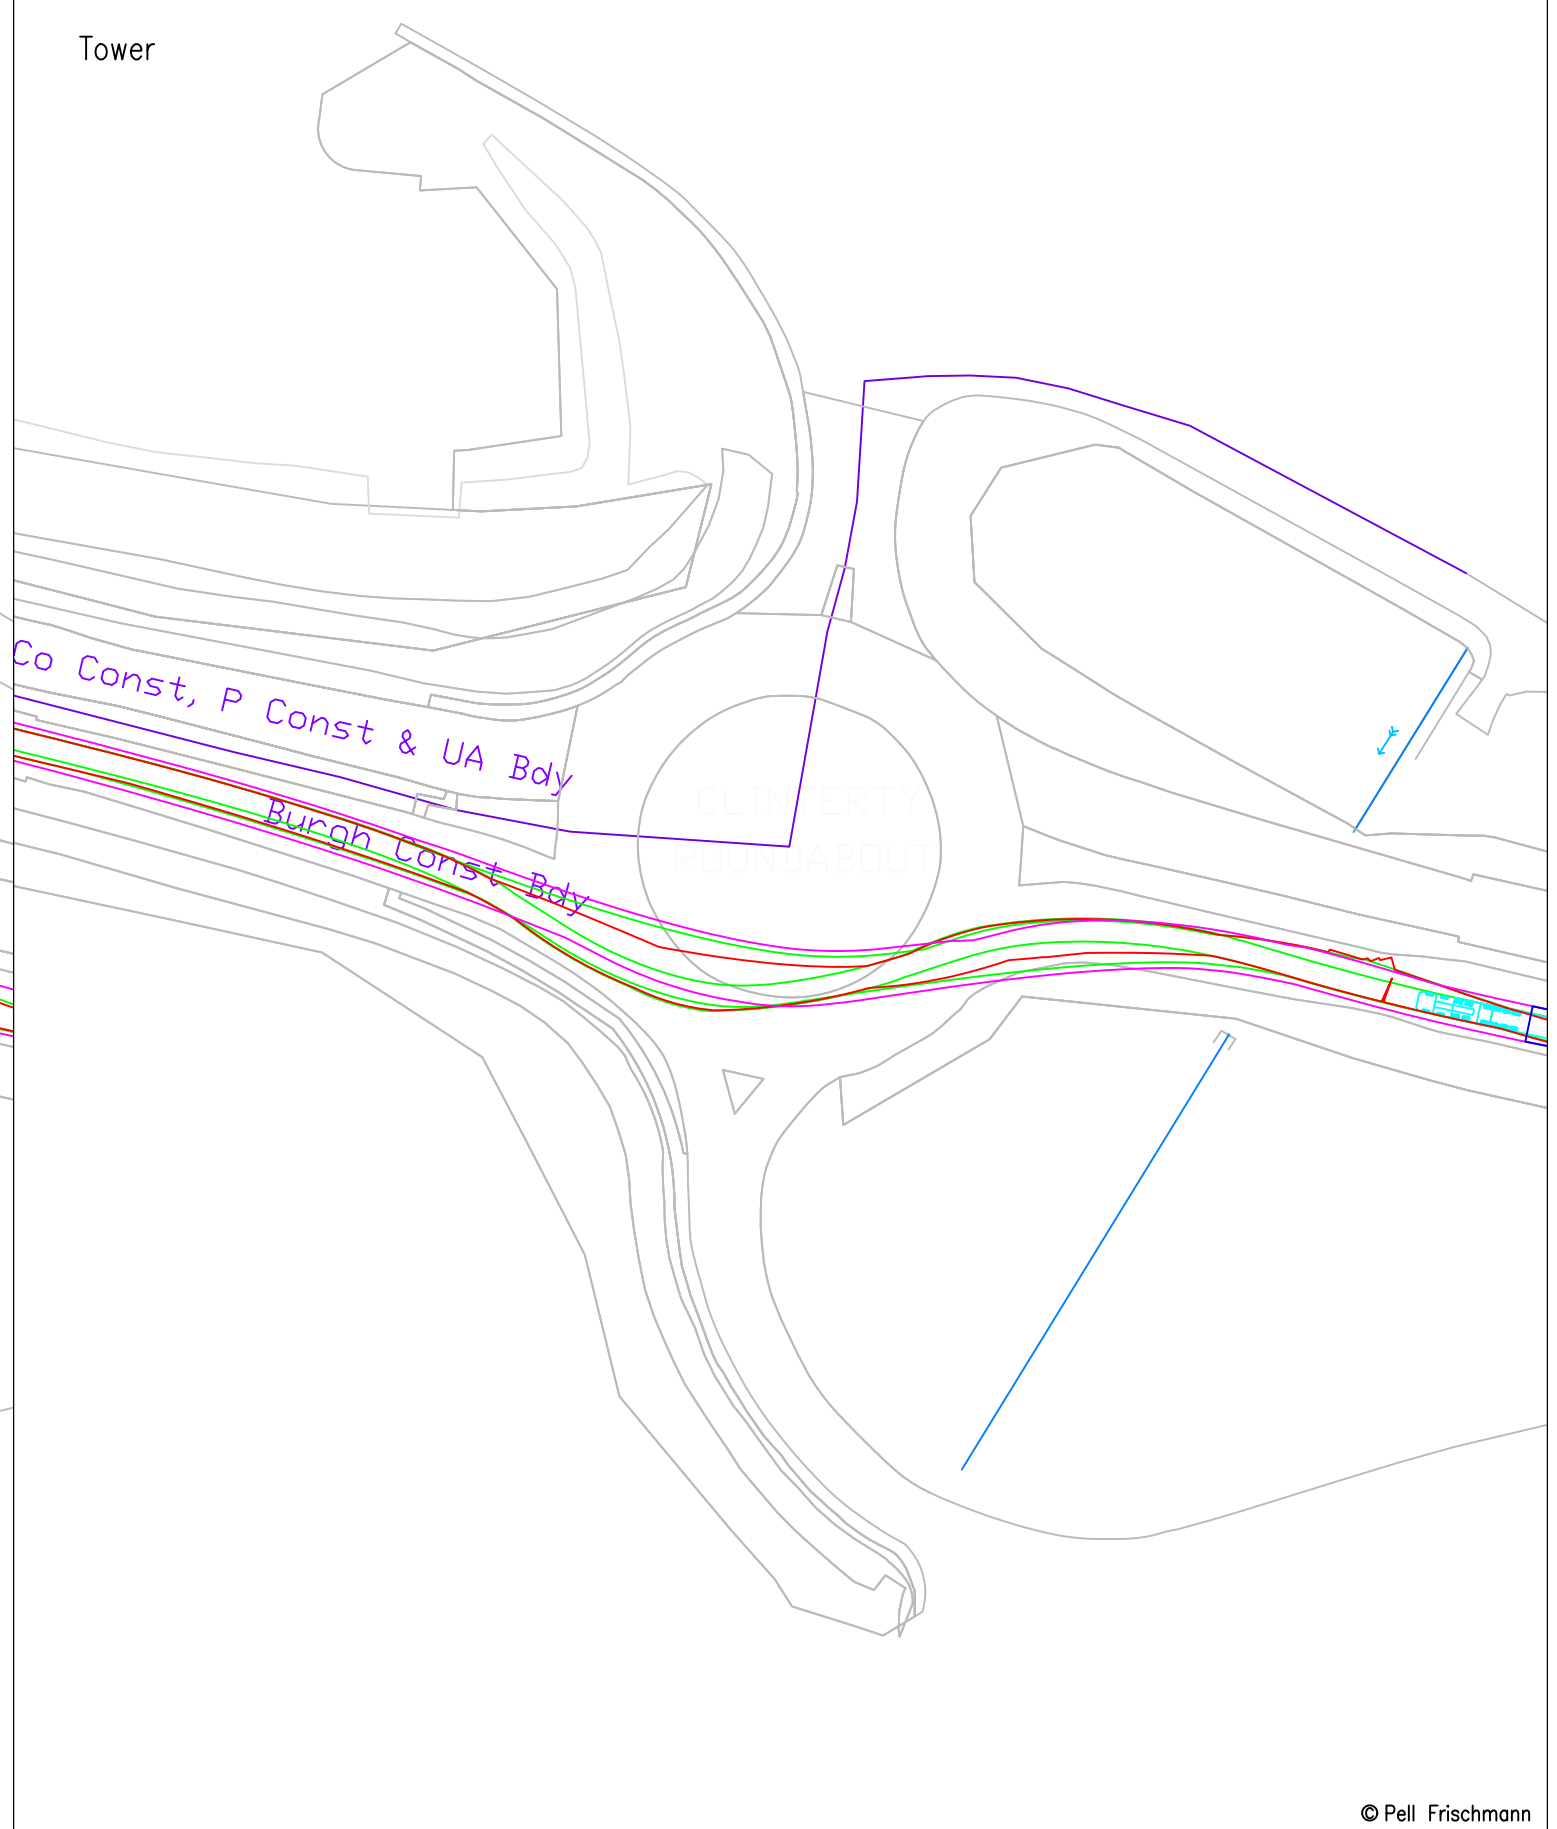 Tower
Co Const, P Const & UA Bdy
Burgh Const Bdy
CLINTERTY
ROUNDABOUT
© Pell Frischmann